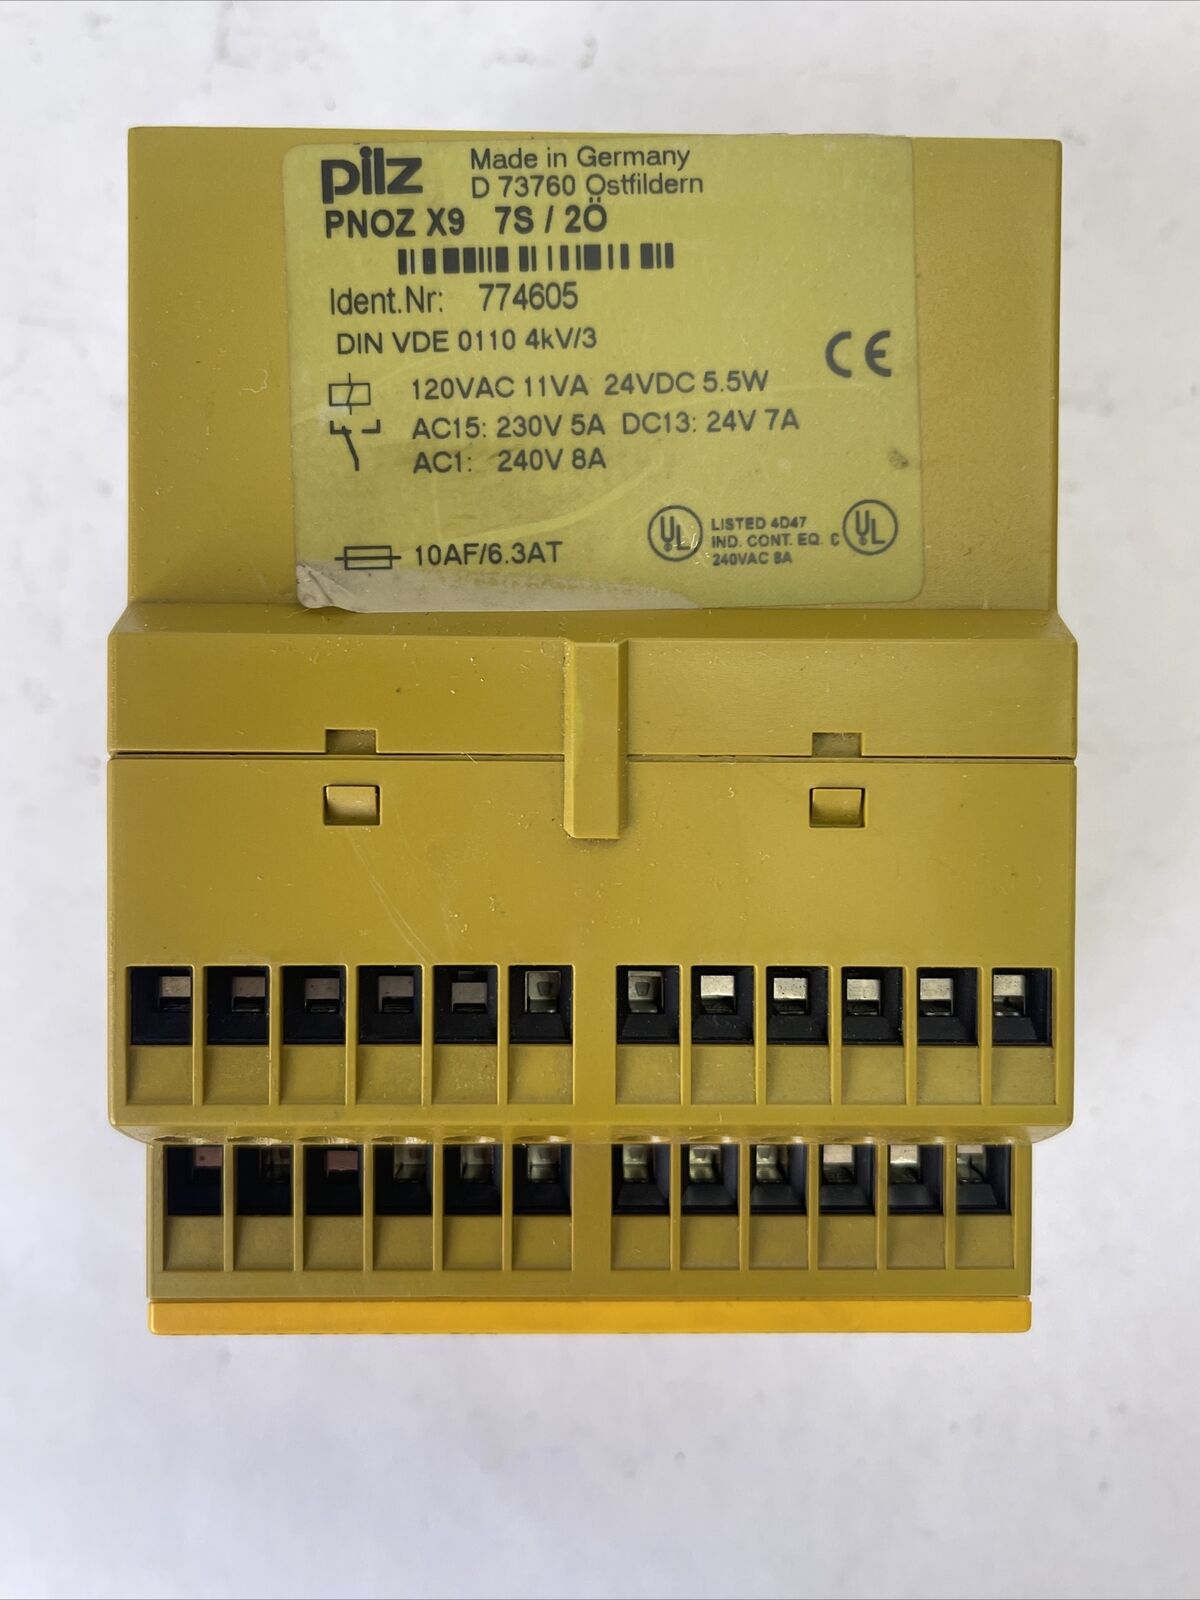 pilz
Made in Germany
D 73760 Ostfildern
PNOZ X9 7S / 2Ö
Ident.Nr: 774605
DIN VDE 0110 4kV/3
CE
120VAC 11VA 24VDC 5.5W
AC15: 230V 5A DC13: 24V 7A
AC1: 240V 8A
10AF/6.3AT
UL
LISTED 4D47
IND. CONT. EQ.
240VAC 8A
C UL